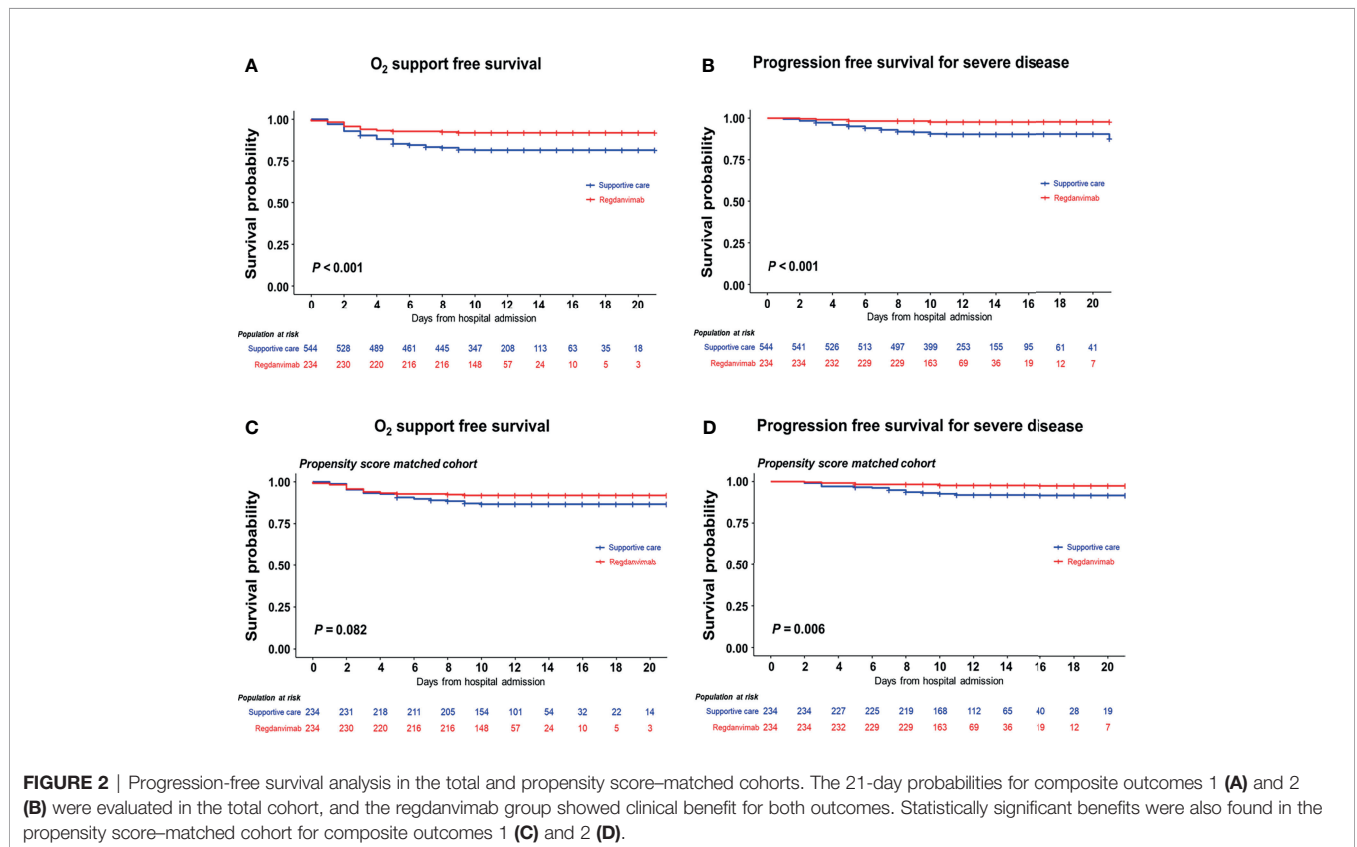 A
O₂ support free survival
1.00
0.75
0.50
0.25
0.00
Survival probability
Supportive care
Regdanvimab
P < 0.001
0 2 4 6 8 10 12 14 16 18 20
Days from hospital admission
Population at risk
Supportive care 544 528 489 461 445 347 208 113 63 35 18
Regdanvimab 234 230 220 216 216 148 57 24 10 5 3
B
Progression free survival for severe disease
1.00
0.75
0.50
0.25
0.00
Survival probability
Supportive care
Regdanvimab
P < 0.001
0 2 4 6 8 10 12 14 16 18 20
Days from hospital admission
Population at risk
Supportive care 544 541 526 513 497 399 253 155 95 61 41
Regdanvimab 234 234 232 229 229 163 69 36 19 12 7
C
O₂ support free survival
Propensity score matched cohort
1.00
0.75
0.50
0.25
0.00
Survival probability
Supportive care
Regdanvimab
P = 0.082
0 2 4 6 8 10 12 14 16 18 20
Days from hospital admission
Population at risk
Supportive care 234 231 218 211 205 154 101 54 32 22 14
Regdanvimab 234 230 220 216 216 148 57 24 10 5 3
D
Progression free survival for severe disease
Propensity score matched cohort
1.00
0.75
0.50
0.25
0.00
Survival probability
Supportive care
Regdanvimab
P = 0.006
0 2 4 6 8 10 12 14 16 18 20
Days from hospital admission
Population at risk
Supportive care 234 234 227 225 219 168 112 65 40 28 19
Regdanvimab 234 234 232 229 229 163 69 36 19 12 7
FIGURE 2 | Progression-free survival analysis in the total and propensity score–matched cohorts. The 21-day probabilities for composite outcomes 1 (A) and 2
(B) were evaluated in the total cohort, and the regdanvimab group showed clinical benefit for both outcomes. Statistically significant benefits were also found in the
propensity score–matched cohort for composite outcomes 1 (C) and 2 (D).